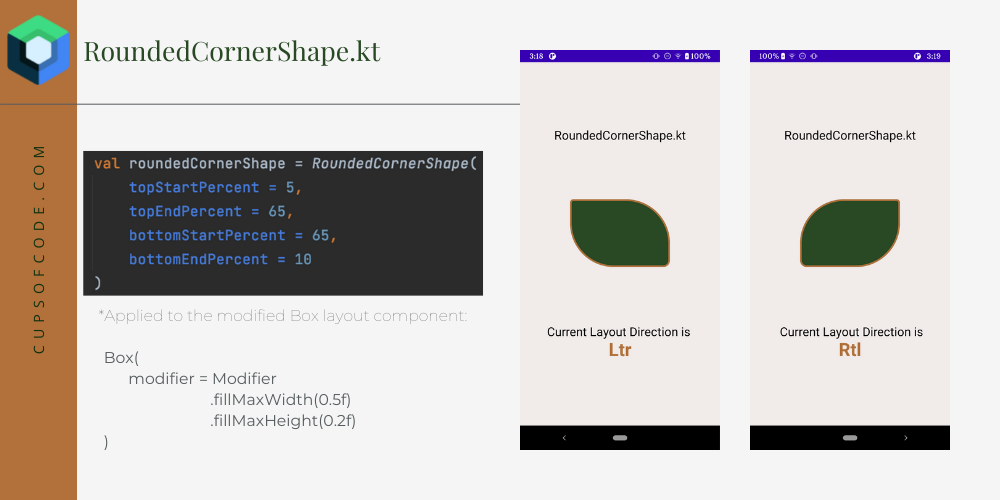 RoundedCornerShape.kt
CUPSOFCODE.COM
val roundedCornerShape = RoundedCornerShape(
topStartPercent = 5,
topEndPercent = 65,
bottomStartPercent = 65,
bottomEndPercent = 10
)
*Applied to the modified Box layout component:
Box(
modifier = Modifier
.fillMaxWidth(0.5f)
.fillMaxHeight(0.2f)
)
3:18 100%
RoundedCornerShape.kt
Current Layout Direction is
Ltr
100% 3:19
RoundedCornerShape.kt
Current Layout Direction is
Rtl